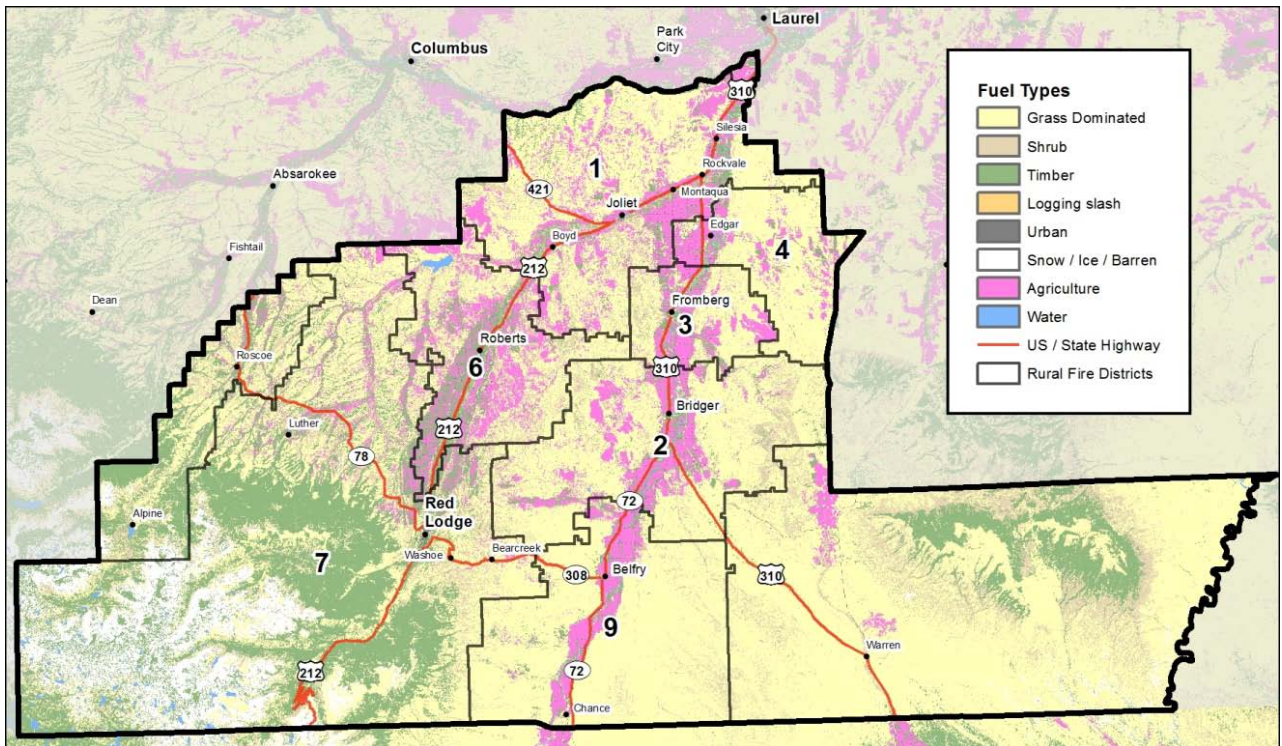 Laurel
Park
City
Columbus
310
Silesia
Rockvale
1
Absarokee
421
Montaqua
Joliet
Edgar
Boyd
4
Fishtail
212
Dean
Fromberg
3
Roberts
6
Roscoe
310
Bridger
212
Luther
2
78
72
Red
Lodge
Alpine
Washoe
Bearcreek
7
308
Belfry
310
9
Warren
212
72
Chance
Fuel Types
Grass Dominated
Shrub
Timber
Logging slash
Urban
Snow / Ice / Barren
Agriculture
Water
US / State Highway
Rural Fire Districts